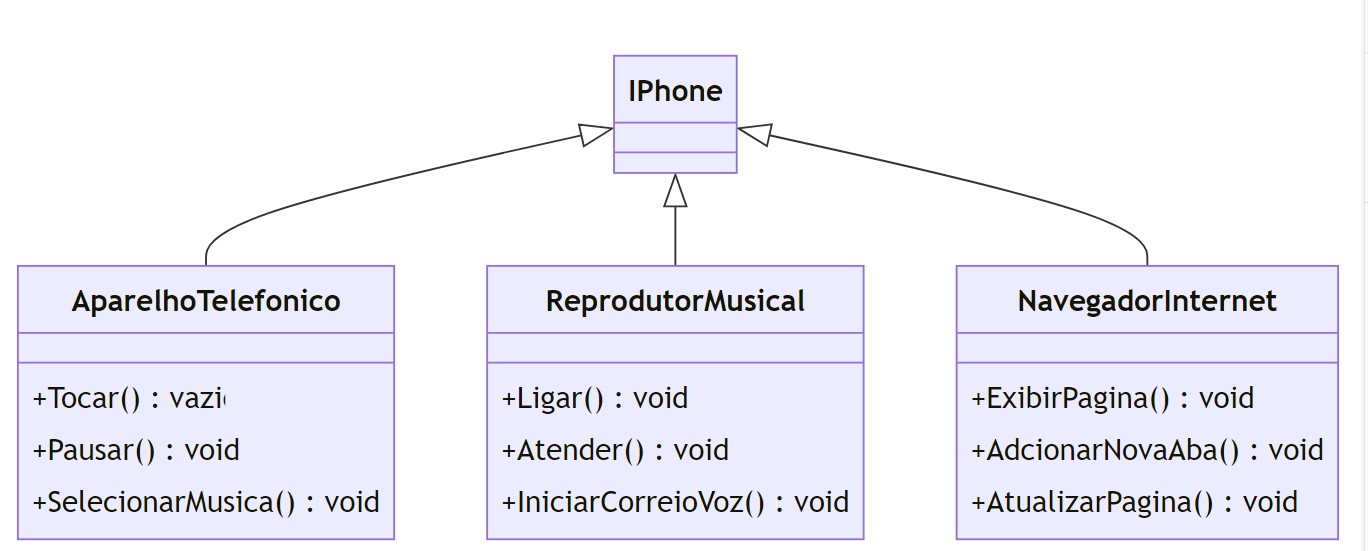 IPhone
AparelhoTelefonico
+Tocar() : vazi
+Pausar() : void
+SelecionarMusica() : void
ReprodutorMusical
+Ligar() : void
+Atender() : void
+IniciarCorreioVoz() : void
NavegadorInternet
+ExibirPagina() : void
+AdcionarNovaAba() : void
+AtualizarPagina() : void